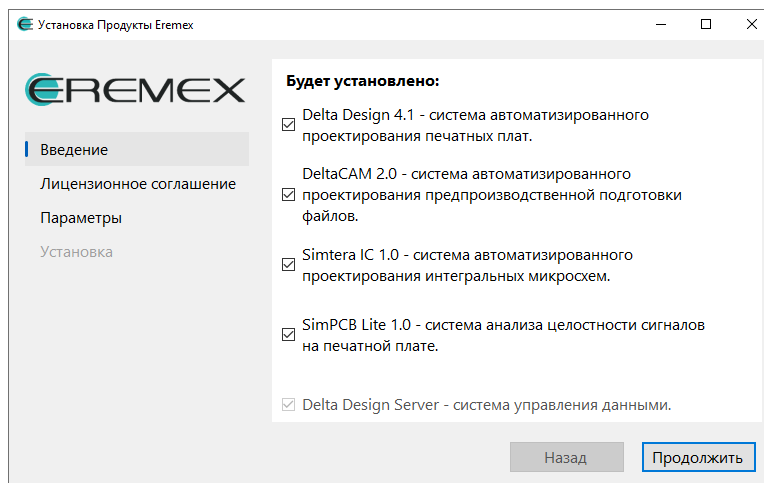 Установка Продукты Eremex
EREMEX
Введение
Лицензионное соглашение
Параметры
Установка
Будет установлено:
Delta Design 4.1 - система автоматизированного
проектирования печатных плат.
DeltaCAM 2.0 - система автоматизированного
проектирования предпроизводственной подготовки
файлов.
Simtera IC 1.0 - система автоматизированного
проектирования интегральных микросхем.
SimPCB Lite 1.0 - система анализа целостности сигналов
на печатной плате.
Delta Design Server - система управления данными.
Назад
Продолжить